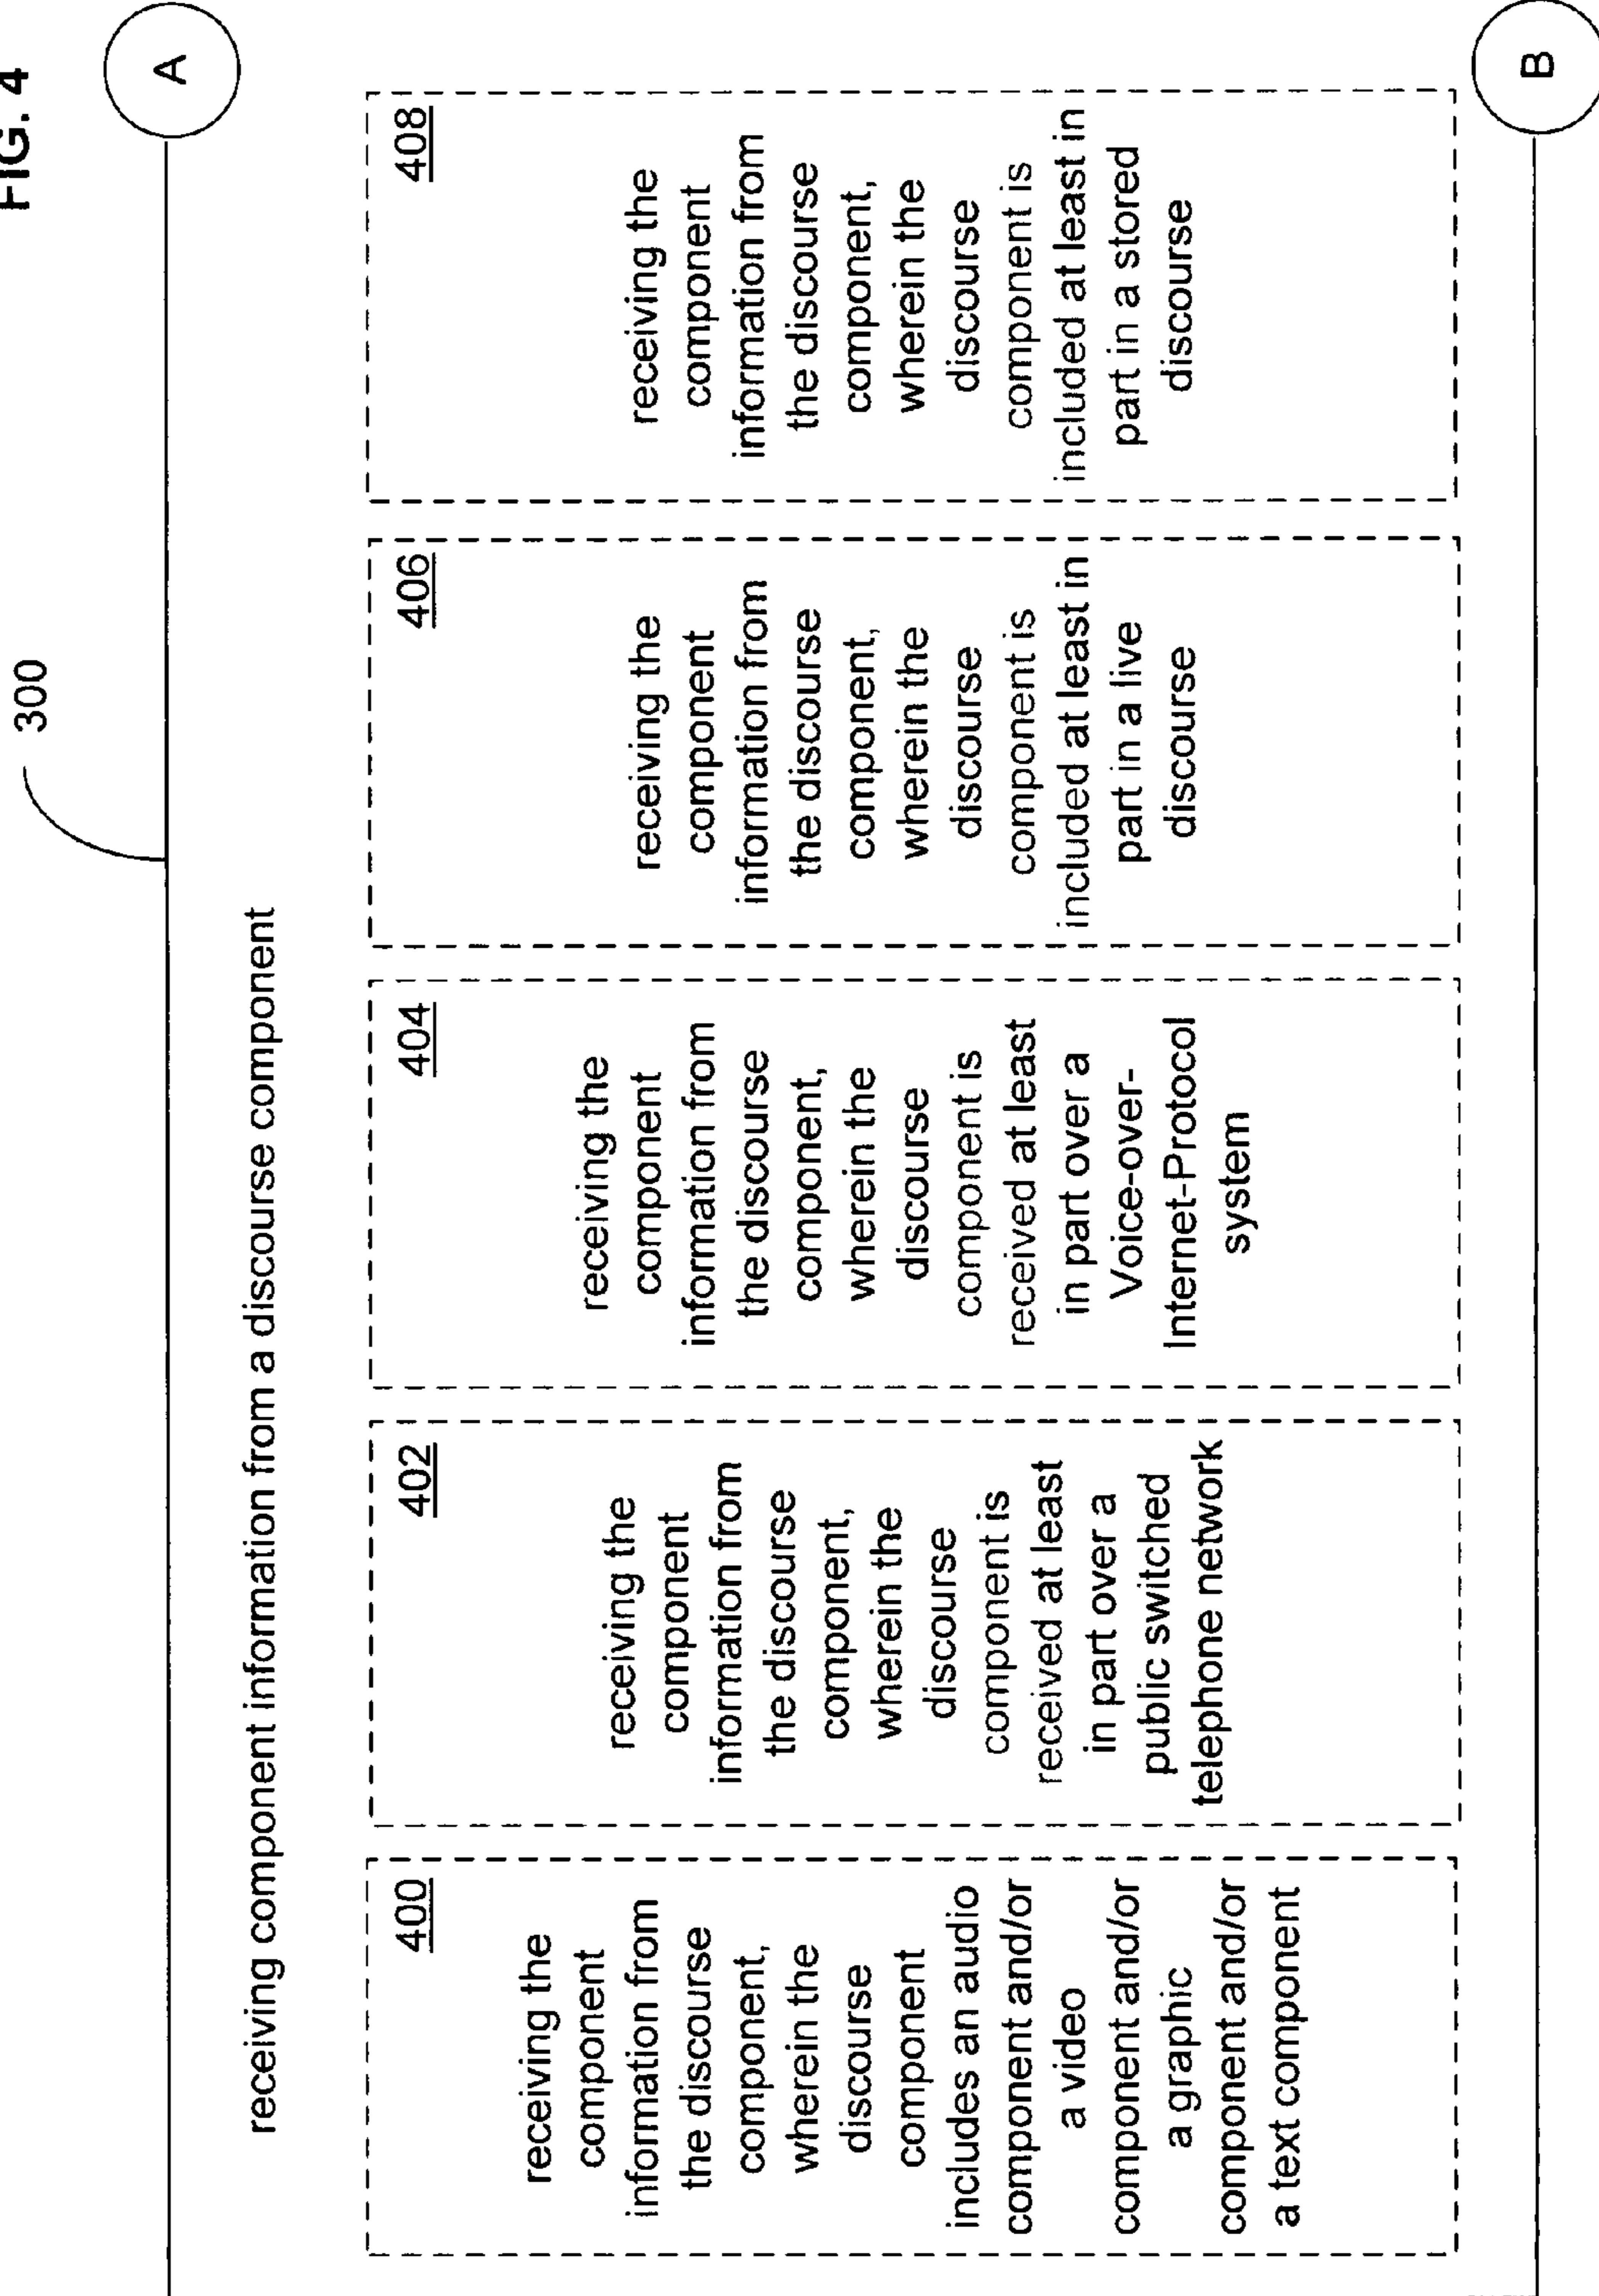 FIG. 4
300
A
receiving component information from a discourse component
400
receiving the
component
information from
the discourse
component,
wherein the
discourse
component
includes an audio
component and/or
a video
component and/or
a graphic
component and/or
a text component
402
receiving the
component
information from
the discourse
component,
wherein the
discourse
component is
received at least
in part over a
public switched
telephone network
404
receiving the
component
information from
the discourse
component,
wherein the
discourse
component is
received at least
in part over a
Voice-over-
Internet-Protocol
system
406
receiving the
component
information from
the discourse
component,
wherein the
discourse
component is
included at least in
part in a live
discourse
408
receiving the
component
information from
the discourse
component,
wherein the
discourse
component is
included at least in
part in a stored
discourse
B